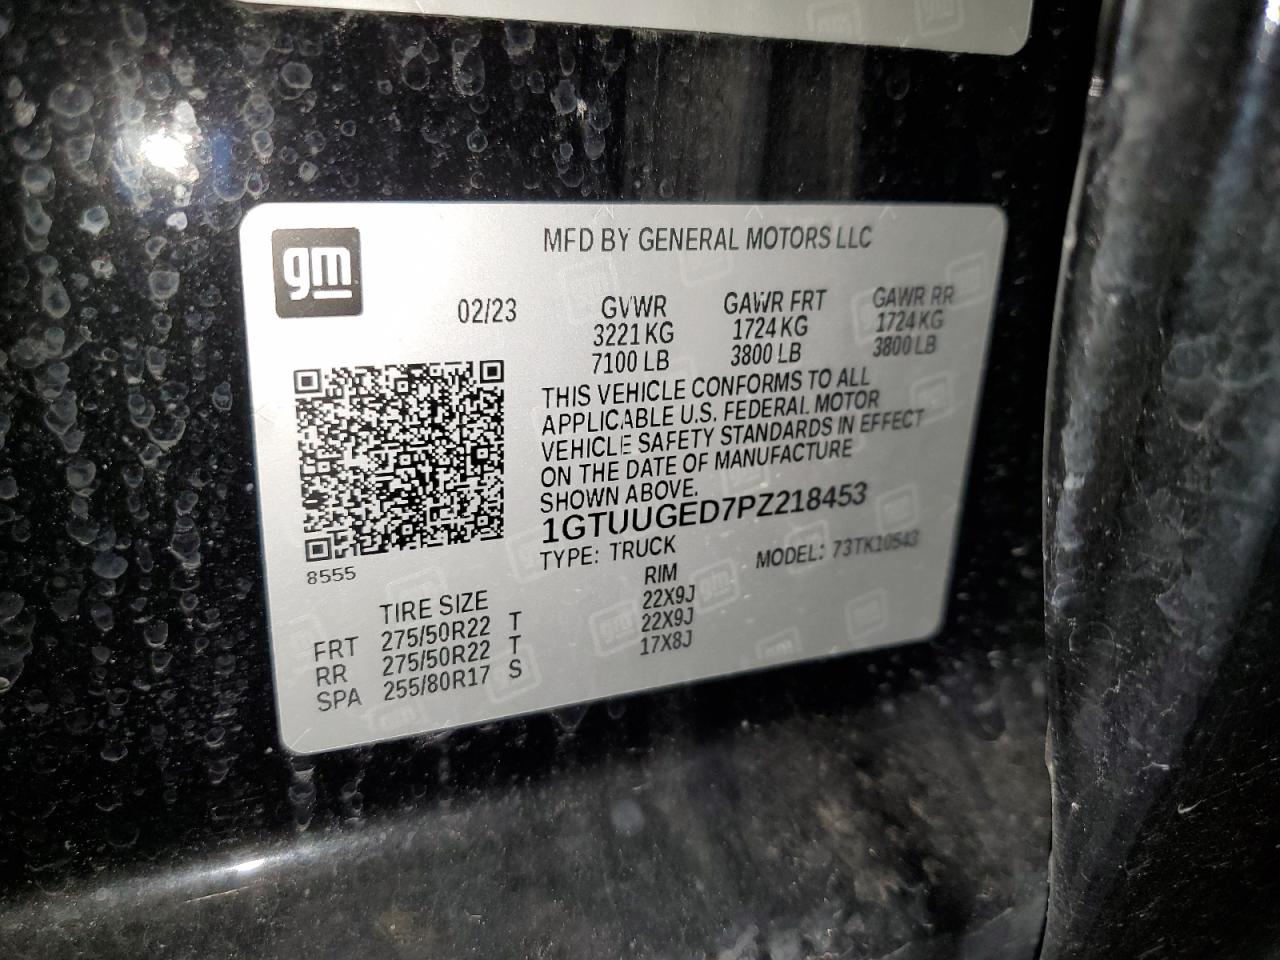 gm
MFD BY GENERAL MOTORS LLC
02/23
GVWR GAWR FRT GAWR RR
3221 KG 1724 KG 1724 KG
7100 LB 3800 LB 3800 LB
THIS VEHICLE CONFORMS TO ALL
APPLICABLE U.S. FEDERAL MOTOR
VEHICLE SAFETY STANDARDS IN EFFECT
ON THE DATE OF MANUFACTURE
SHOWN ABOVE.
1GTUUGED7PZ218453
TYPE: TRUCK MODEL: 73TK10543
8555
TIRE SIZE RIM
FRT 275/50R22 T 22X9J
RR 275/50R22 T 22X9J
SPA 255/80R17 S 17X8J